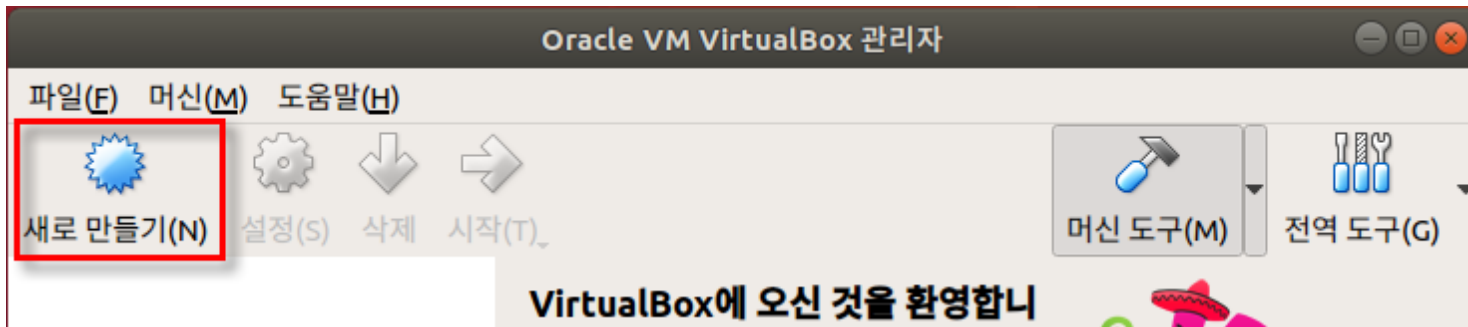 Oracle VM VirtualBox 관리자
파일(F) 머신(M) 도움말(H)
새로 만들기(N) 설정(S) 삭제 시작(T) 머신 도구(M) 전역 도구(G)
VirtualBox에 오신 것을 환영합니